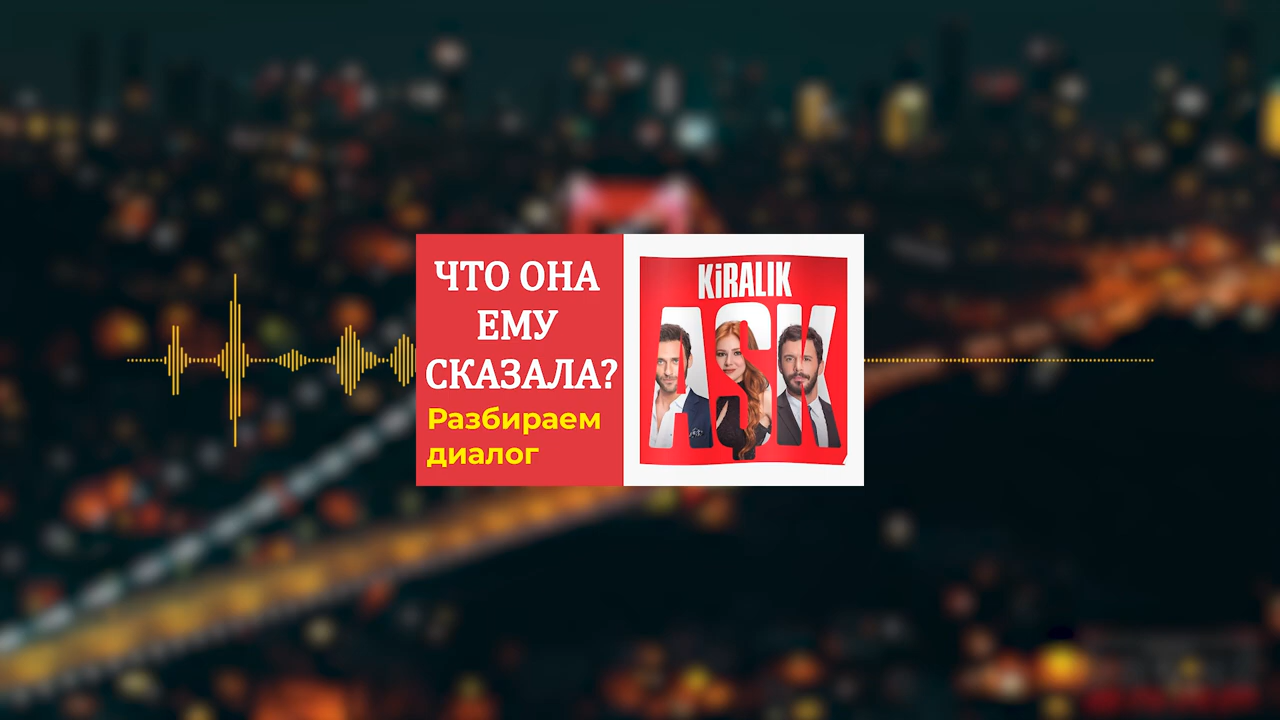 ЧТО ОНА
ЕМУ
СКАЗАЛА?
Разбираем
диалог
KiRALIK
AŞK